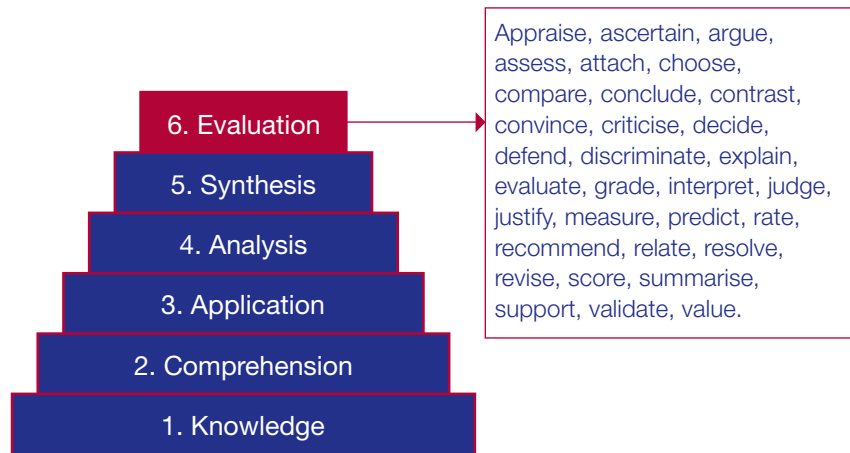 6. Evaluation
5. Synthesis
4. Analysis
3. Application
2. Comprehension
1. Knowledge
Appraise, ascertain, argue,
assess, attach, choose,
compare, conclude, contrast,
convince, criticise, decide,
defend, discriminate, explain,
evaluate, grade, interpret, judge,
justify, measure, predict, rate,
recommend, relate, resolve,
revise, score, summarise,
support, validate, value.